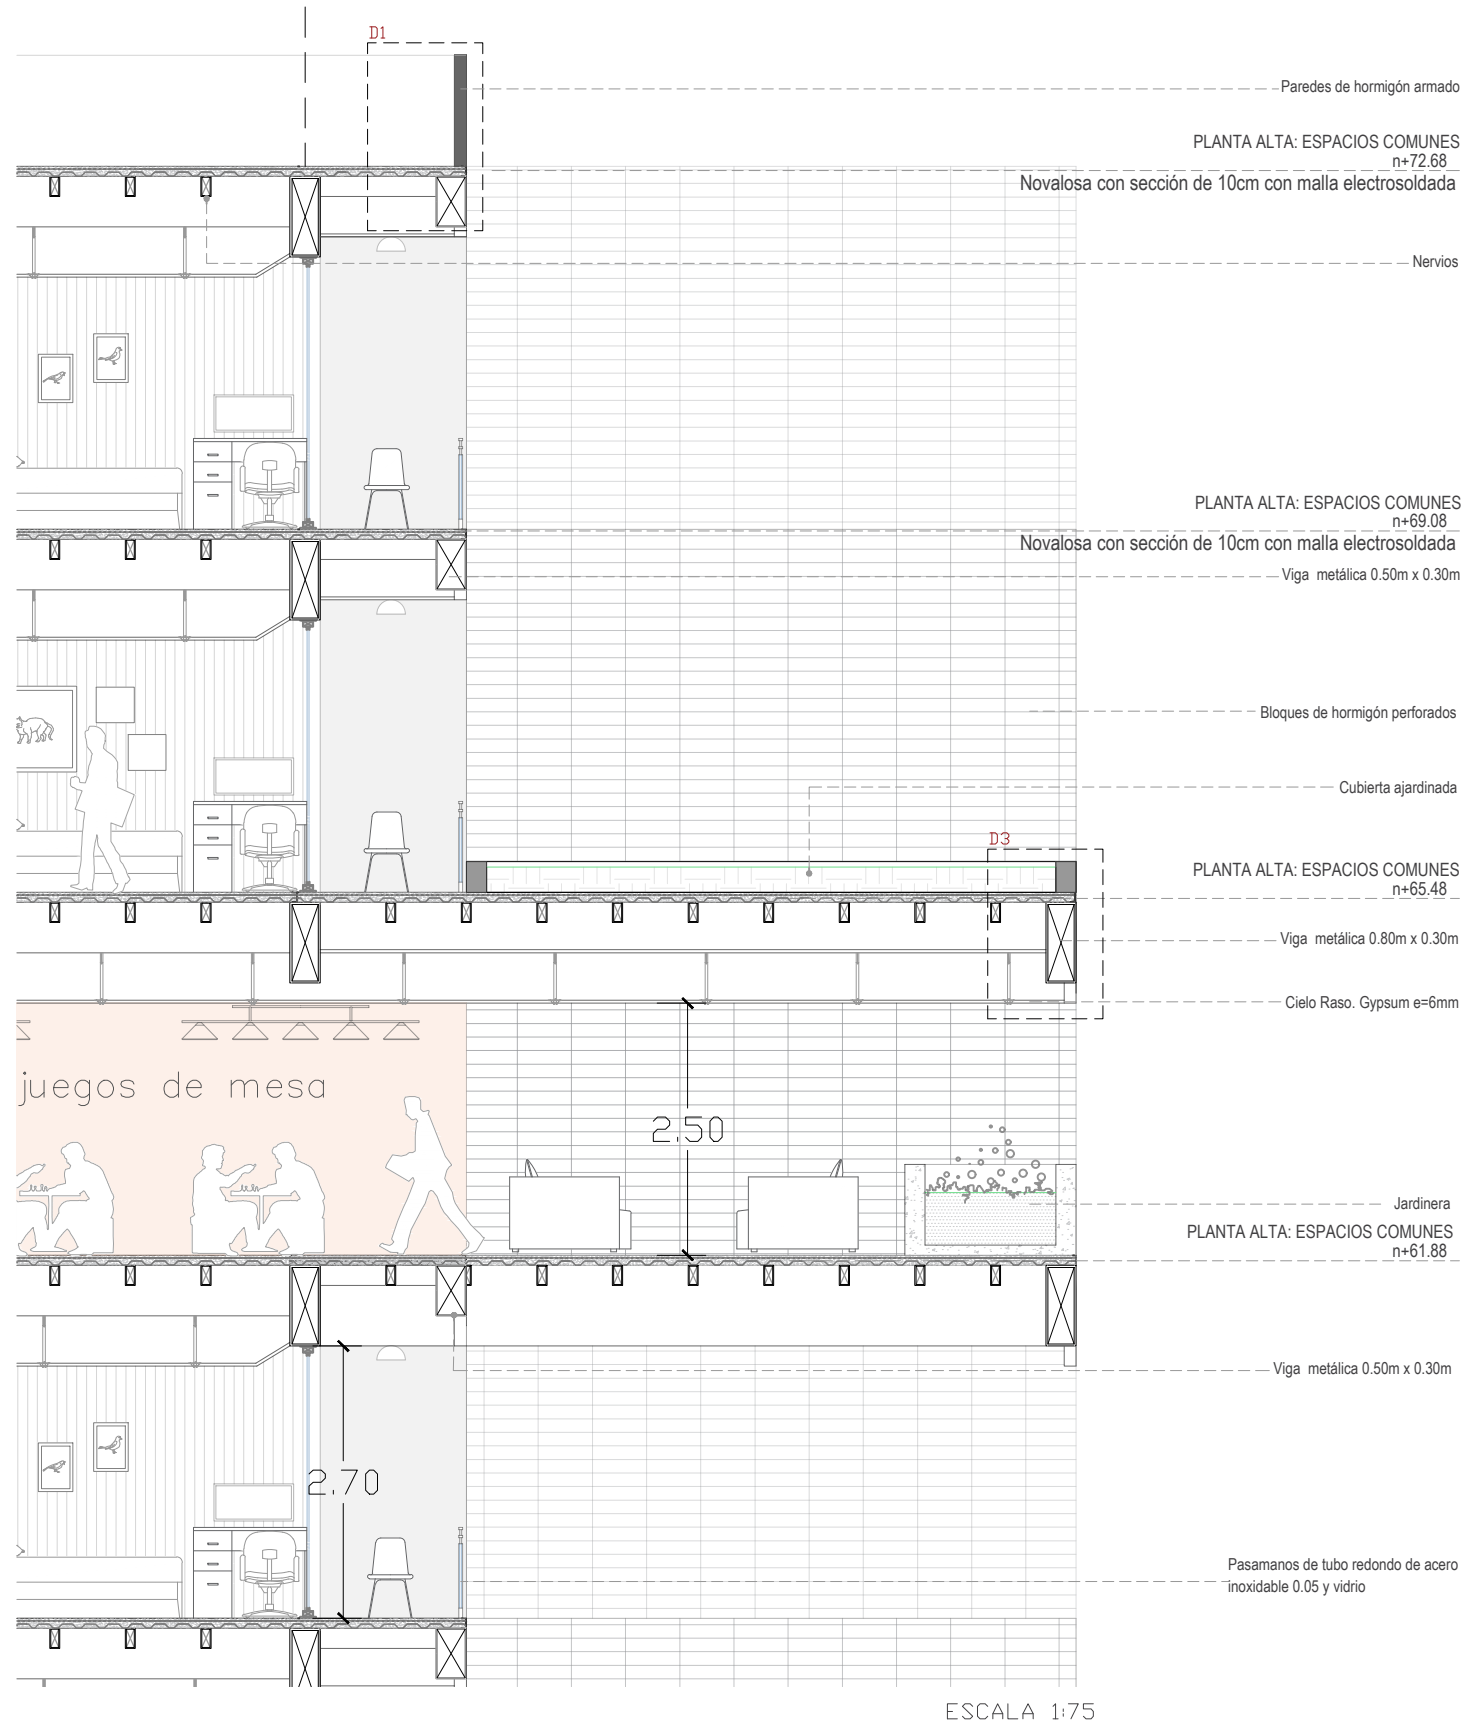 D1
Paredes de hormigón armado
PLANTA ALTA: ESPACIOS COMUNES
n+72.68
Novalosa con sección de 10cm con malla electrosoldada
Nervios
PLANTA ALTA: ESPACIOS COMUNES
n+69.08
Novalosa con sección de 10cm con malla electrosoldada
Viga metálica 0.50m x 0.30m
Bloques de hormigón perforados
Cubierta ajardinada
D3
PLANTA ALTA: ESPACIOS COMUNES
n+65.48
Viga metálica 0.80m x 0.30m
Cielo Raso. Gypsum e=6mm
juegos de mesa
2.50
Jardinera
PLANTA ALTA: ESPACIOS COMUNES
n+61.88
Viga metálica 0.50m x 0.30m
2.70
Pasamanos de tubo redondo de acero
inoxidable 0.05 y vidrio
ESCALA 1:75